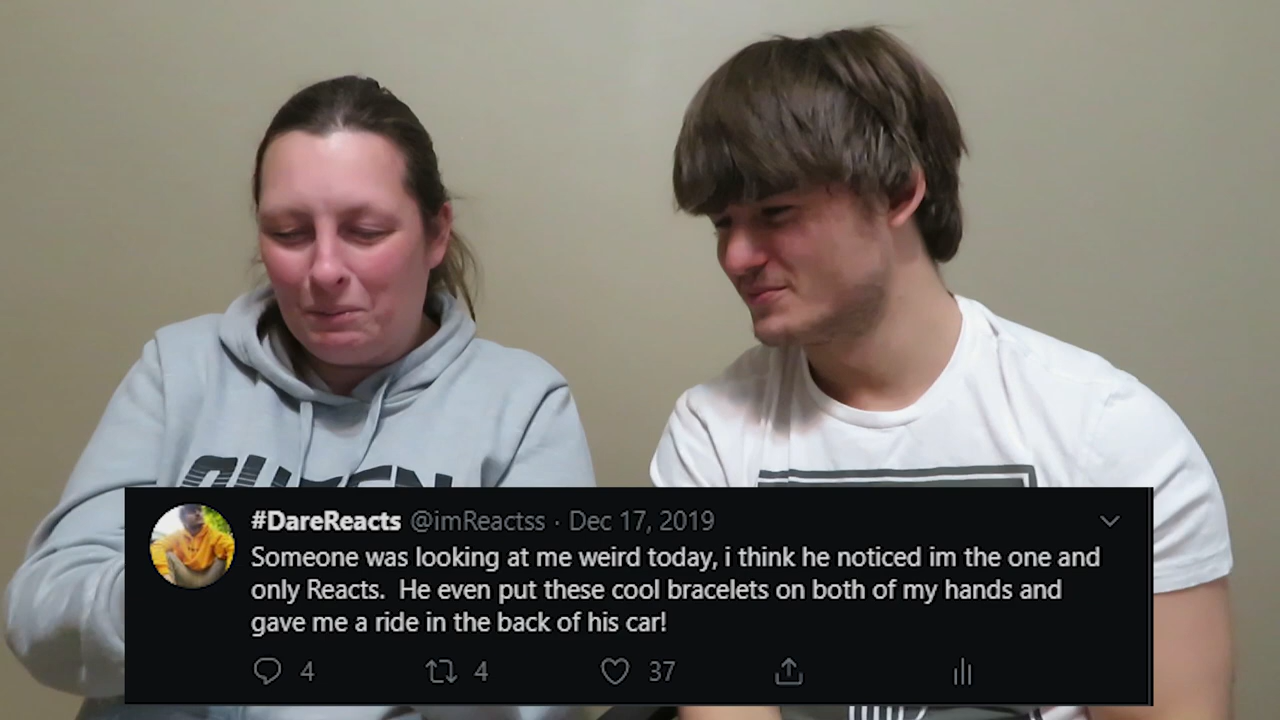 QUEEN
#DareReacts @imReactss · Dec 17, 2019
Someone was looking at me weird today, i think he noticed im the one and
only Reacts.  He even put these cool bracelets on both of my hands and
gave me a ride in the back of his car!
4 4 37